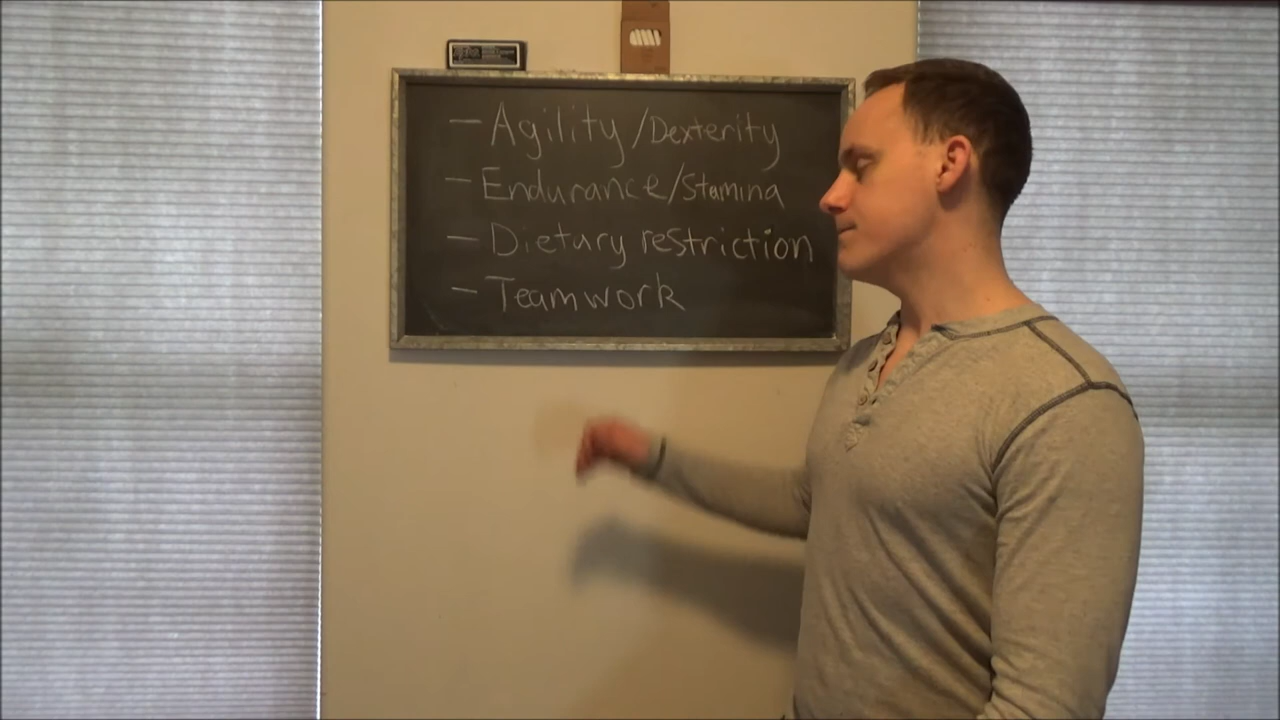 - Agility/Dexterity
- Endurance/Stamina
- Dietary restriction
- Teamwork